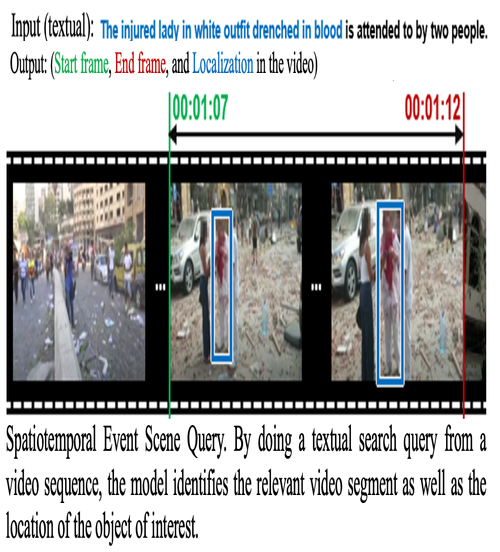 Input (textual): The injured lady in white outfit drenched in blood is attended to by two people.
Output: (Start frame, End frame, and Localization in the video)
00:01:07 00:01:12
... ...
Spatiotemporal Event Scene Query. By doing a textual search query from a
video sequence, the model identifies the relevant video segment as well as the
location of the object of interest.